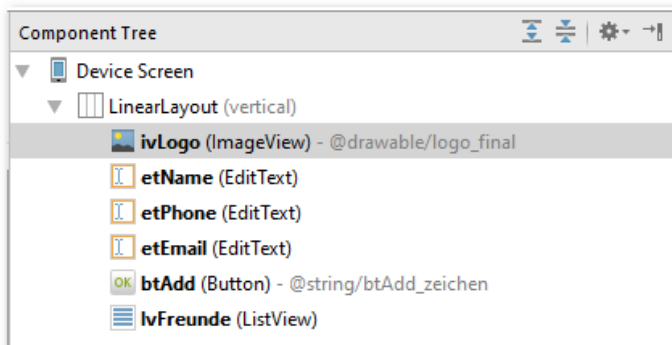 Component Tree
Device Screen
LinearLayout (vertical)
ivLogo (ImageView) - @drawable/logo_final
etName (EditText)
etPhone (EditText)
etEmail (EditText)
OK btAdd (Button) - @string/btAdd_zeichen
lvFreunde (ListView)